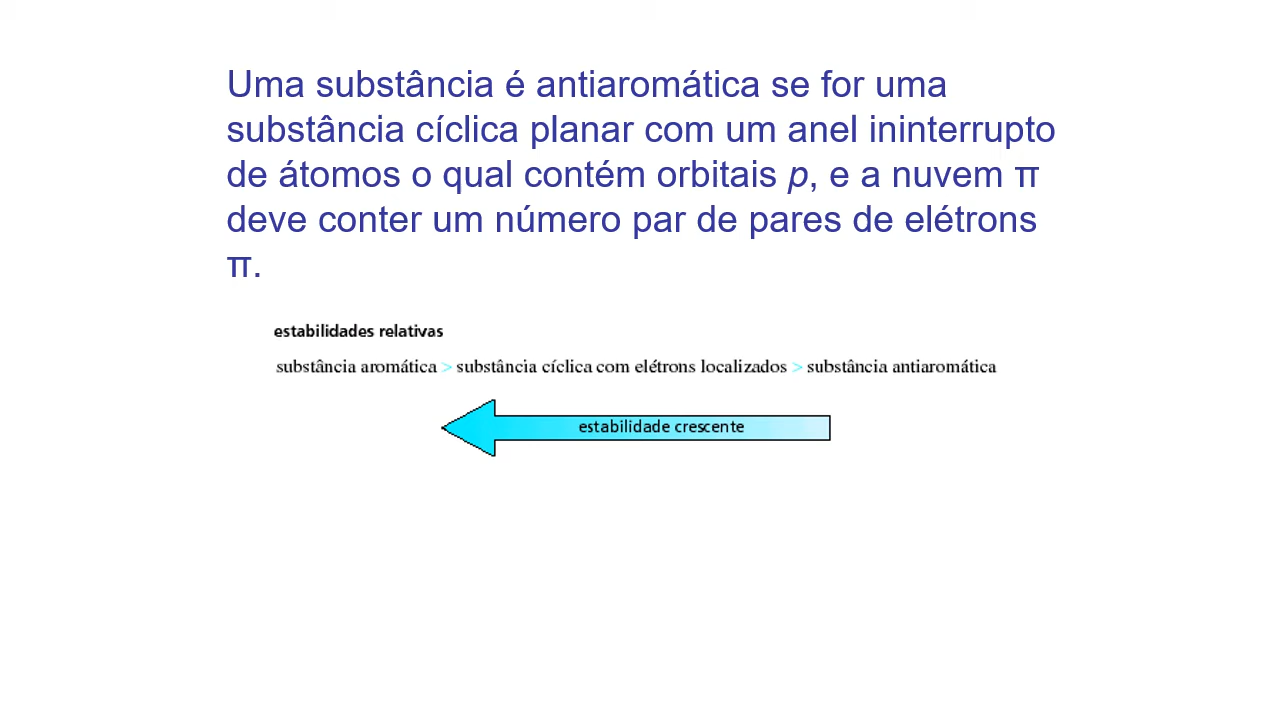 Uma substância é antiaromática se for uma
substância cíclica planar com um anel ininterrupto
de átomos o qual contém orbitais p, e a nuvem π
deve conter um número par de pares de elétrons
π.
estabilidades relativas
substância aromática > substância cíclica com elétrons localizados > substância antiaromática
estabilidade crescente